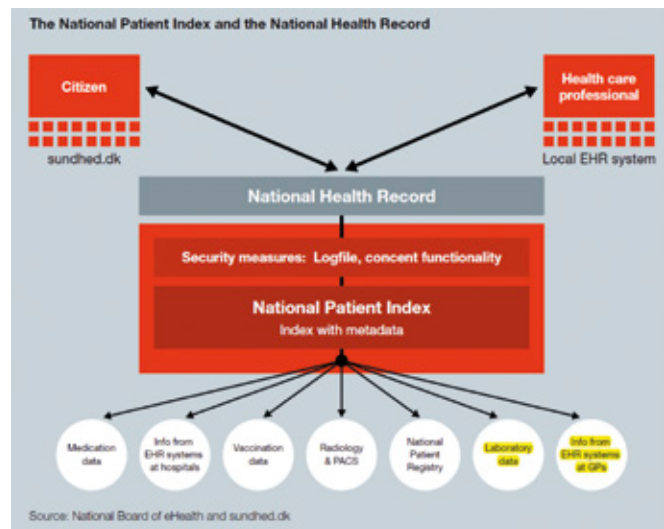 The National Patient Index and the National Health Record
Citizen
sundhed.dk
Health care
professional
Local EHR system
National Health Record
Security measures: Logfile, concent functionality
National Patient Index
Index with metadata
Medication
data
Info from
EHR systems
at hospitals
Vaccination
data
Radiology
& PACS
National
Patient
Registry
Laboratory
data
Info from
EHR systems
at GPs
Source: National Board of eHealth and sundhed.dk